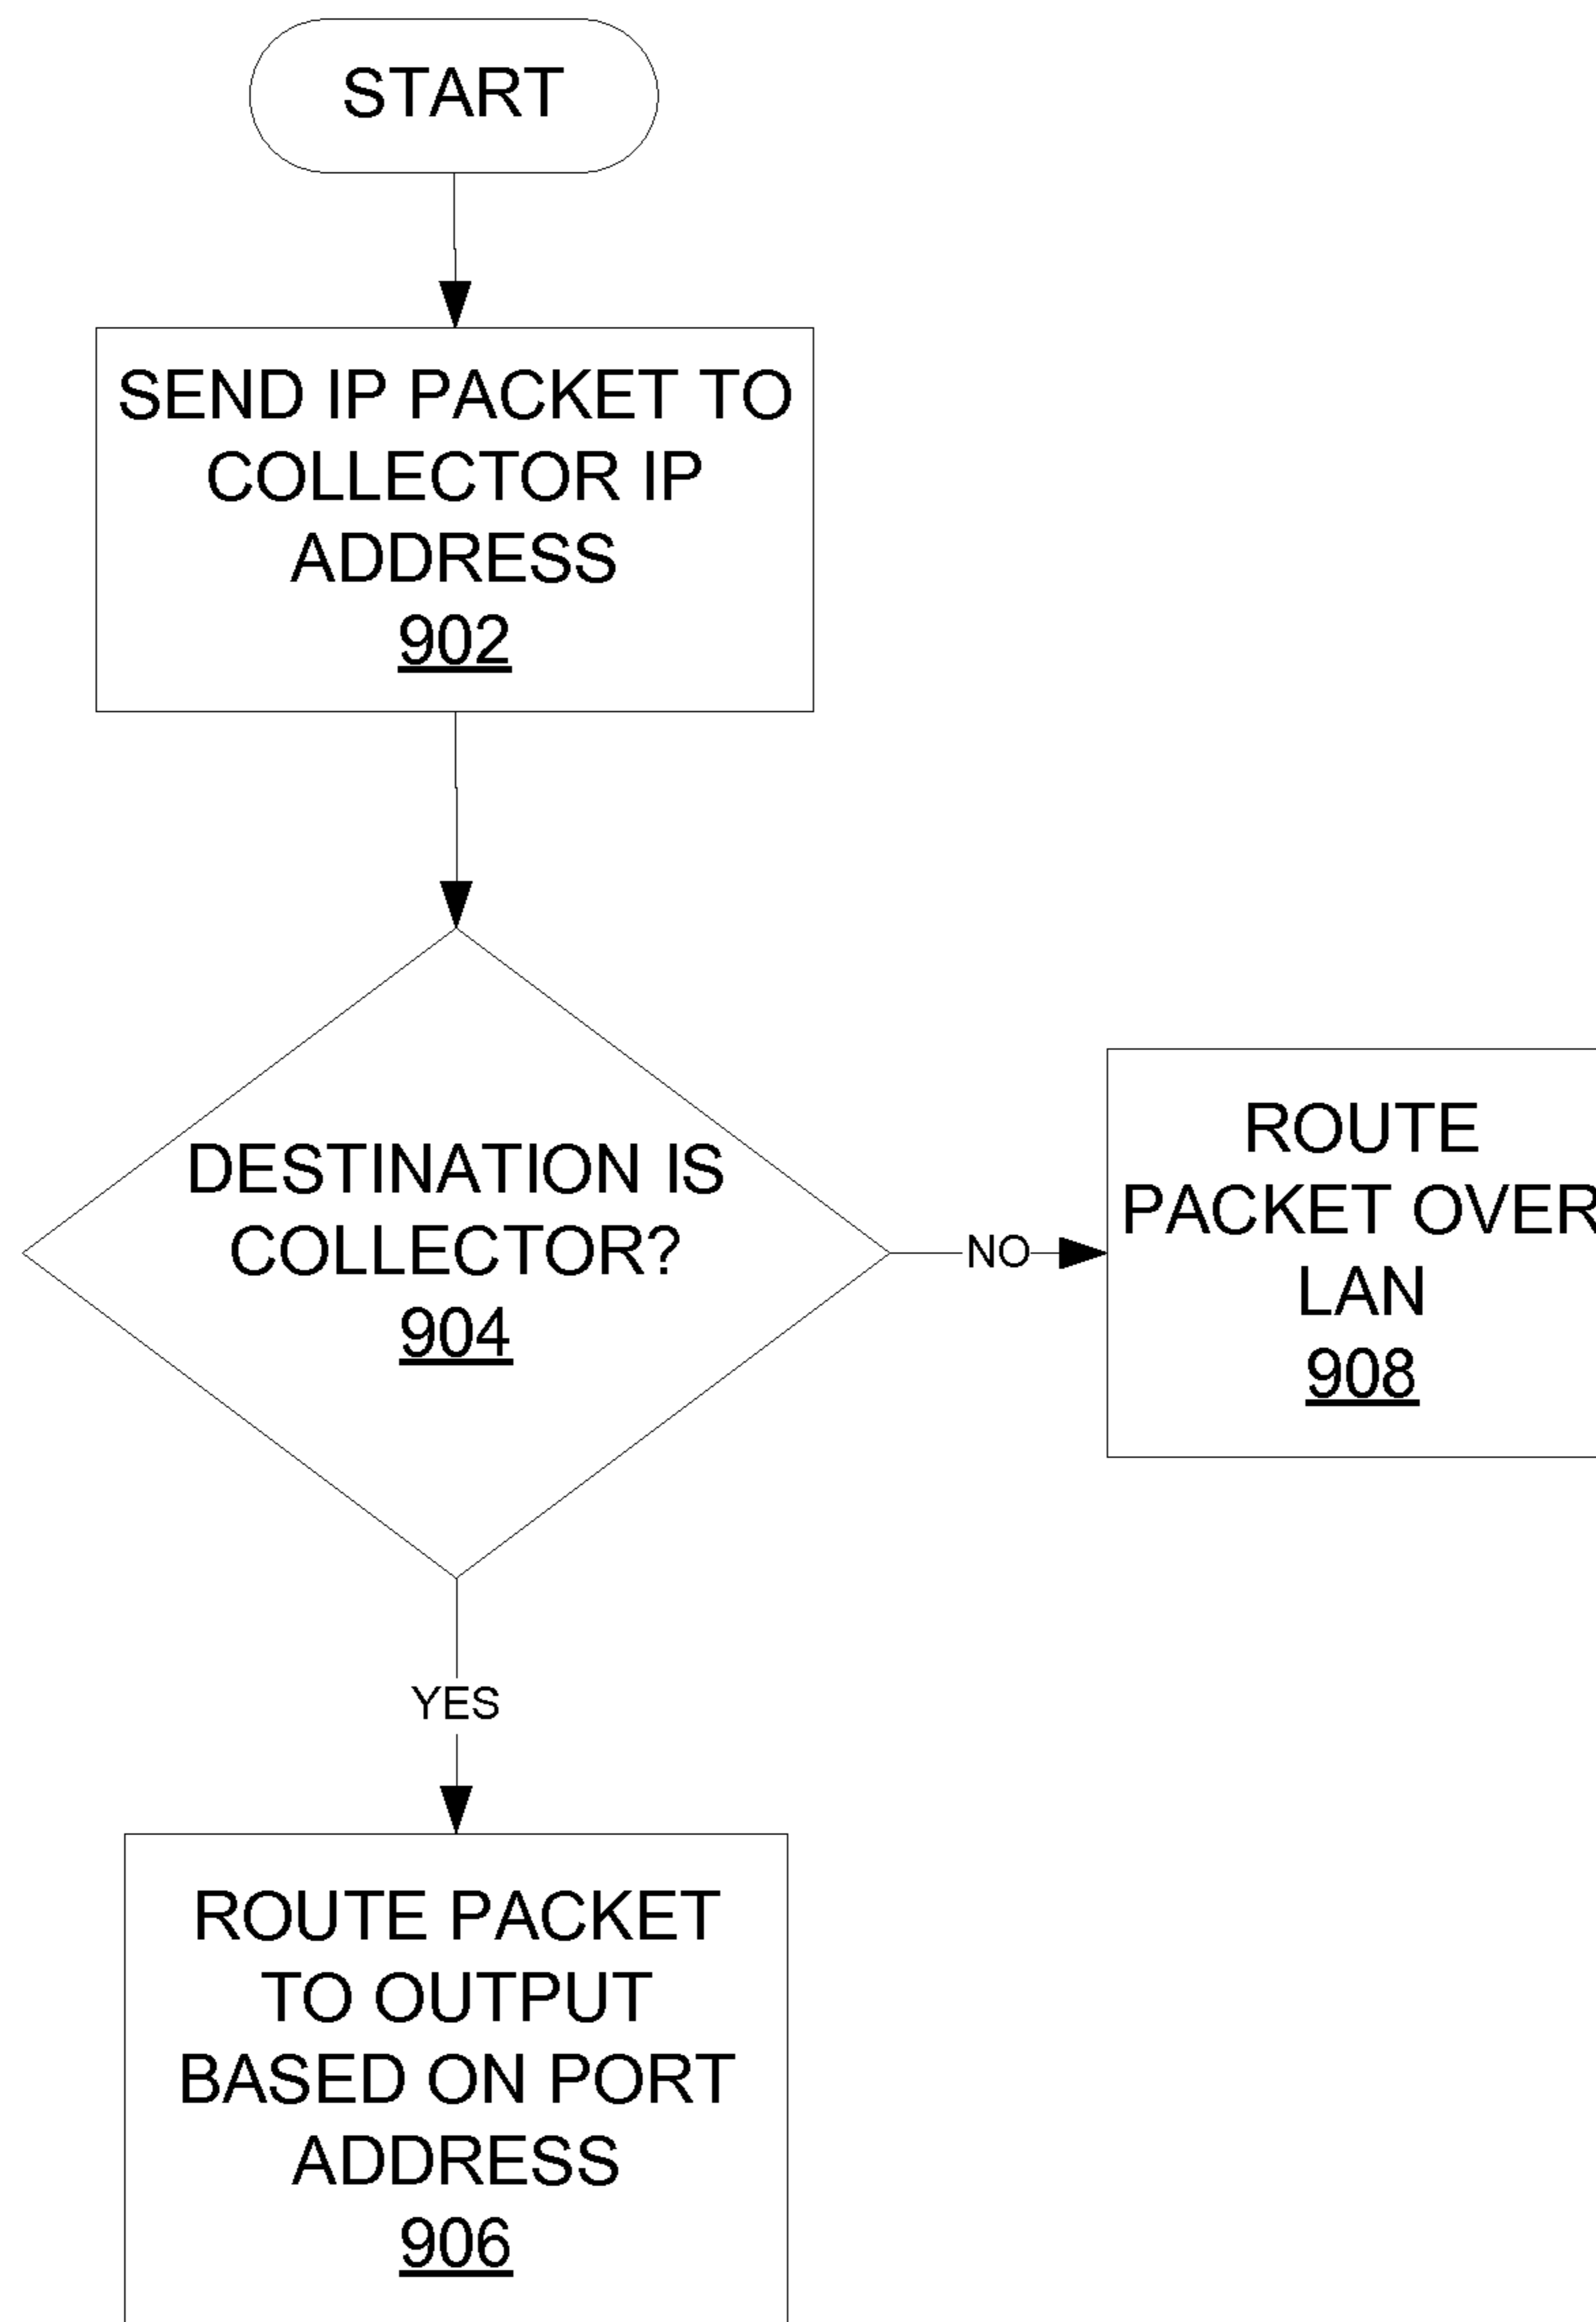 START
SEND IP PACKET TO
COLLECTOR IP
ADDRESS
902
DESTINATION IS
COLLECTOR?
904
NO
ROUTE
PACKET OVER
LAN
908
YES
ROUTE PACKET
TO OUTPUT
BASED ON PORT
ADDRESS
906